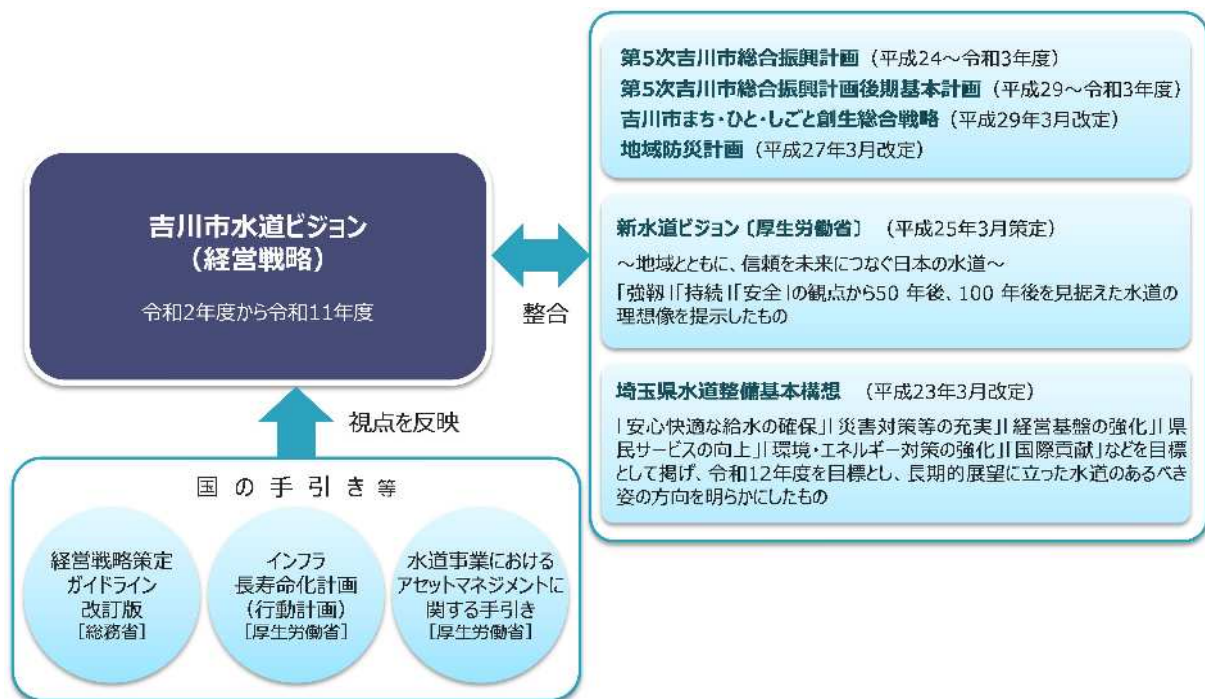 第5次吉川市総合振興計画（平成24～令和3年度）
第5次吉川市総合振興計画後期基本計画（平成29～令和3年度）
吉川市まち・ひと・しごと創生総合戦略（平成29年3月改定）
地域防災計画（平成27年3月改定）
吉川市水道ビジョン
（経営戦略）
令和2年度から令和11年度
整合
新水道ビジョン〔厚生労働省〕（平成25年3月策定）
～地域とともに、信頼を未来につなぐ日本の水道～
「強靱」「持続」「安全」の観点から50 年後、100 年後を見据えた水道の
理想像を提示したもの
埼玉県水道整備基本構想（平成23年3月改定）
「安心快適な給水の確保」「災害対策等の充実」「経営基盤の強化」「県
民サービスの向上」「環境・エネルギー対策の強化」「国際貢献」などを目標
として掲げ、令和12年度を目標とし、長期的展望に立った水道のあるべき
姿の方向を明らかにしたもの
視点を反映
国の手引き等
経営戦略策定
ガイドライン
改訂版
[総務省]
インフラ
長寿命化計画
（行動計画）
[厚生労働省]
水道事業における
アセットマネジメントに
関する手引き
[厚生労働省]